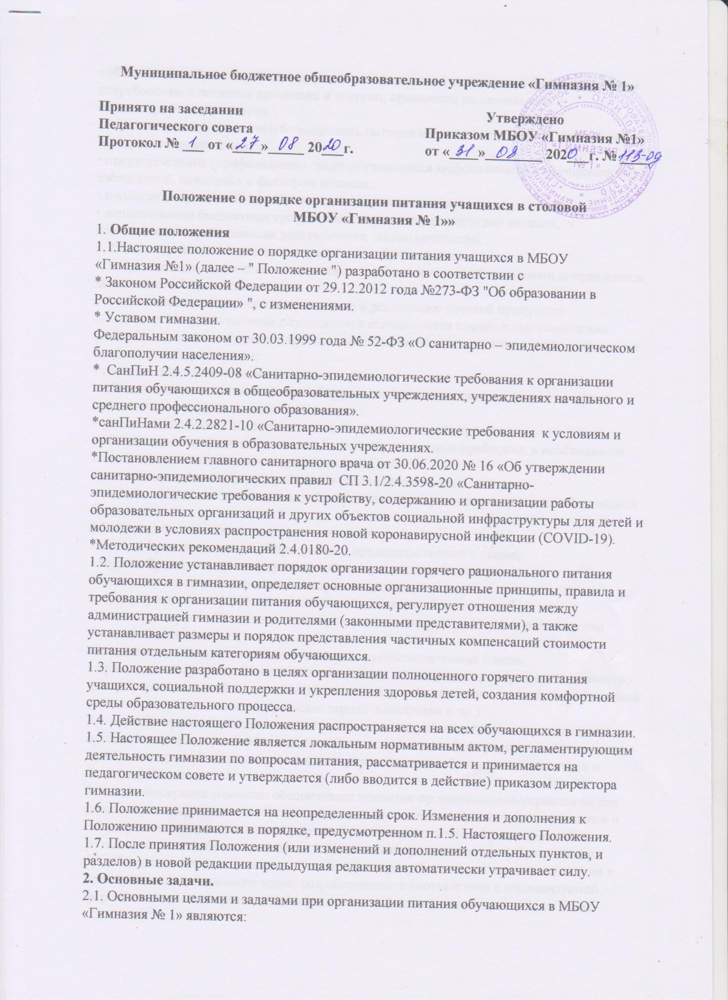 Муниципальное бюджетное общеобразовательное учреждение «Гимназия № 1»
Принято на заседании
Педагогического совета
Протокол № 1 от «27» 08 2020г.
Утверждено
Приказом МБОУ «Гимназия №1»
от «31» 08 2020 г. № 113-од
МБОУ
«Гимназия
№ 1»
Положение о порядке организации питания учащихся в столовой
МБОУ «Гимназия № 1»»
1. Общие положения
1.1.Настоящее положение о порядке организации питания учащихся в МБОУ
«Гимназия №1» (далее – " Положение ") разработано в соответствии с
* Законом Российской Федерации от 29.12.2012 года №273-ФЗ "Об образовании в
Российской Федерации» ", с изменениями.
* Уставом гимназии.
Федеральным законом от 30.03.1999 года № 52-ФЗ «О санитарно – эпидемиологическом
благополучии населения».
*  СанПиН 2.4.5.2409-08 «Санитарно-эпидемиологические требования к организации
питания обучающихся в общеобразовательных учреждениях, учреждениях начального и
среднего профессионального образования».
*санПиНами 2.4.2.2821-10 «Санитарно-эпидемиологические требования  к условиям и
организации обучения в образовательных учреждениях.
*Постановлением главного санитарного врача от 30.06.2020 № 16 «Об утверждении
санитарно-эпидемиологических правил  СП 3.1/2.4.3598-20 «Санитарно-
эпидемиологические требования к устройству, содержанию и организации работы
образовательных организаций и других объектов социальной инфраструктуры для детей и
молодежи в условиях распространения новой коронавирусной инфекции (COVID-19).
*Методических рекомендаций 2.4.0180-20.
1.2. Положение устанавливает порядок организации горячего рационального питания
обучающихся в гимназии, определяет основные организационные принципы, правила и
требования к организации питания обучающихся, регулирует отношения между
администрацией гимназии и родителями (законными представителями), а также
устанавливает размеры и порядок представления частичных компенсаций стоимости
питания отдельным категориям обучающихся.
1.3. Положение разработано в целях организации полноценного горячего питания
учащихся, социальной поддержки и укрепления здоровья детей, создания комфортной
среды образовательного процесса.
1.4. Действие настоящего Положения распространяется на всех обучающихся в гимназии.
1.5. Настоящее Положение является локальным нормативным актом, регламентирующим
деятельность гимназии по вопросам питания, рассматривается и принимается на
педагогическом совете и утверждается (либо вводится в действие) приказом директора
гимназии.
1.6. Положение принимается на неопределенный срок. Изменения и дополнения к
Положению принимаются в порядке, предусмотренном п.1.5. Настоящего Положения.
1.7. После принятия Положения (или изменений и дополнений отдельных пунктов, и
разделов) в новой редакции предыдущая редакция автоматически утрачивает силу.
2. Основные задачи.
2.1. Основными целями и задачами при организации питания обучающихся в МБОУ
«Гимназия № 1» являются: